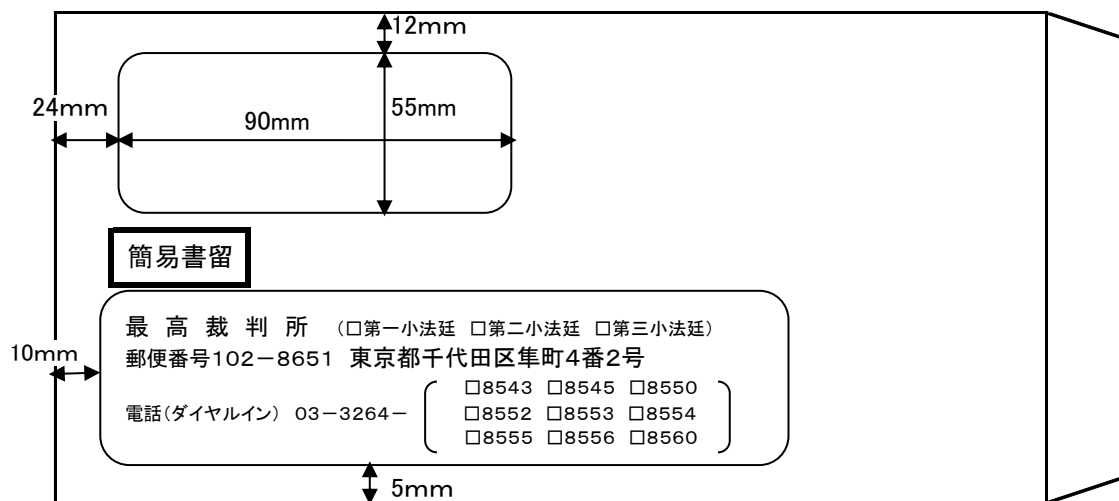 12mm
24mm
90mm
55mm
簡易書留
最高裁判所 (□第一小法廷 □第二小法廷 □第三小法廷)
10mm
郵便番号102-8651 東京都千代田区隼町4番2号
□8543 □8545 □8550
電話(ダイヤルイン) 03-3264- □8552 □8553 □8554
□8555 □8556 □8560
5mm